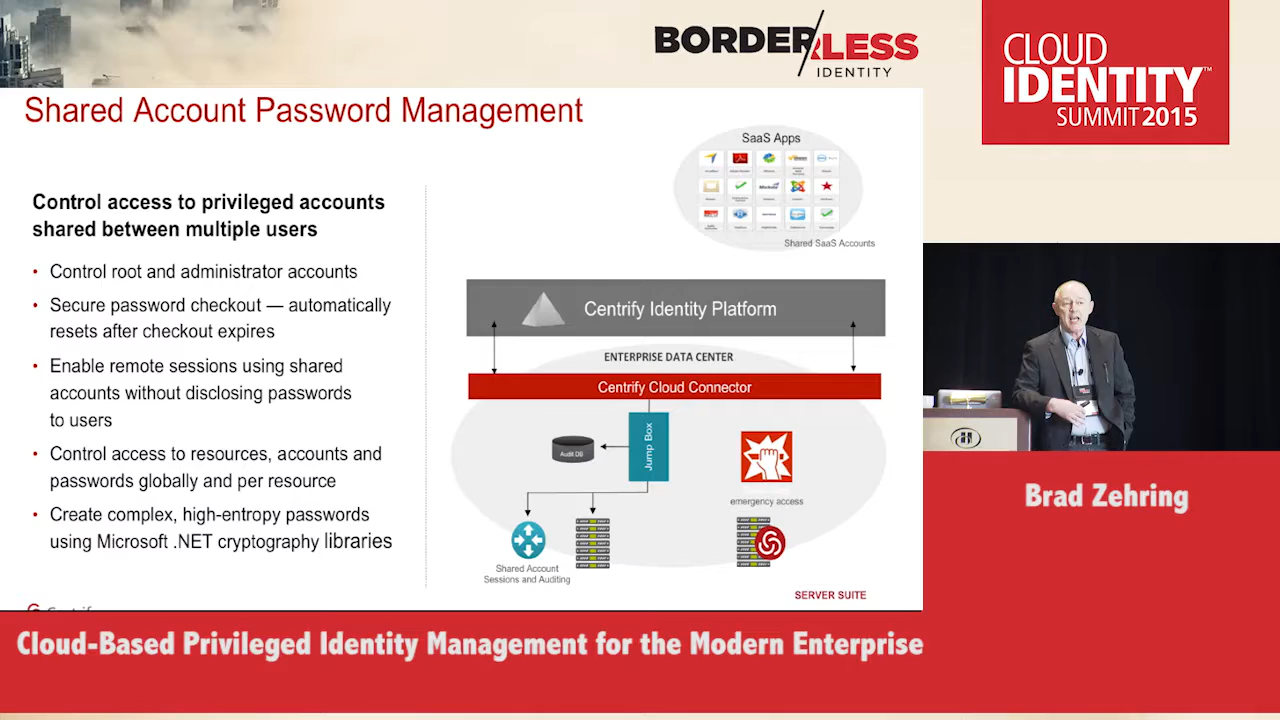 BORDER/LESS
IDENTITY
CLOUD
IDENTITY™
SUMMIT 2015
Shared Account Password Management
Control access to privileged accounts
shared between multiple users
• Control root and administrator accounts
• Secure password checkout — automatically
resets after checkout expires
• Enable remote sessions using shared
accounts without disclosing passwords
to users
• Control access to resources, accounts and
passwords globally and per resource
• Create complex, high-entropy passwords
using Microsoft .NET cryptography libraries
SaaS Apps
Shared SaaS Accounts
Centrify Identity Platform
ENTERPRISE DATA CENTER
Centrify Cloud Connector
Jump Box
Audit DB
emergency access
Shared Account
Sessions and Auditing
SERVER SUITE
Brad Zehring
Cloud-Based Privileged Identity Management for the Modern Enterprise